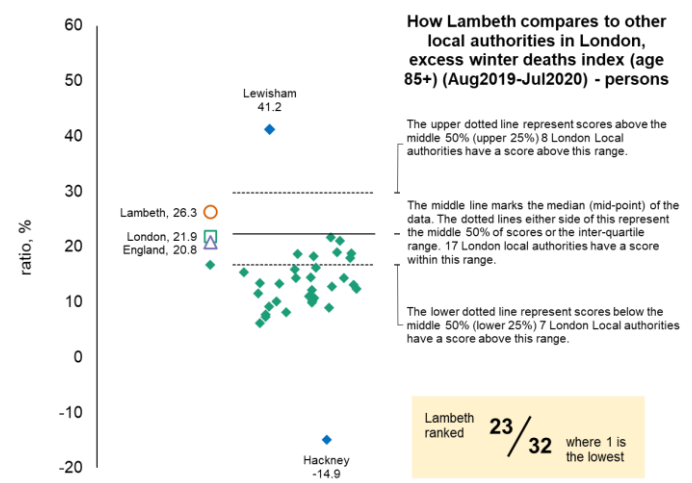 How Lambeth compares to other
local authorities in London,
excess winter deaths index (age
85+) (Aug2019-Jul2020) - persons
60
50
40
30
20
10
0
-10
-20
ratio, %
Lewisham
41.2
Lambeth, 26.3
London, 21.9
England, 20.8
Hackney
-14.9
The upper dotted line represent scores above the
middle 50% (upper 25%) 8 London Local
authorities have a score above this range.
The middle line marks the median (mid-point) of the
data. The dotted lines either side of this represent
the middle 50% of scores or the inter-quartile
range. 17 London local authorities have a score
within this range.
The lower dotted line represent scores below the
middle 50% (lower 25%) 7 London Local authorities
have a score above this range.
Lambeth
ranked
23/32
where 1 is
the lowest